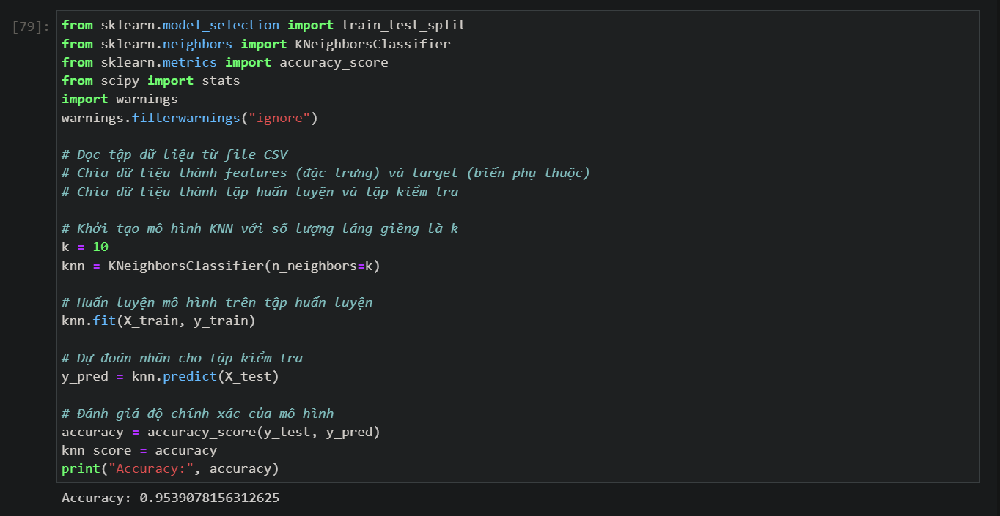 [79]:
from sklearn.model_selection import train_test_split
from sklearn.neighbors import KNeighborsClassifier
from sklearn.metrics import accuracy_score
from scipy import stats
import warnings
warnings.filterwarnings("ignore")
# Đọc tập dữ liệu từ file CSV
# Chia dữ liệu thành features (đặc trưng) và target (biến phụ thuộc)
# Chia dữ liệu thành tập huấn luyện và tập kiểm tra
# Khởi tạo mô hình KNN với số lượng láng giềng là k
k = 10
knn = KNeighborsClassifier(n_neighbors=k)
# Huấn luyện mô hình trên tập huấn luyện
knn.fit(X_train, y_train)
# Dự đoán nhãn cho tập kiểm tra
y_pred = knn.predict(X_test)
# Đánh giá độ chính xác của mô hình
accuracy = accuracy_score(y_test, y_pred)
knn_score = accuracy
print("Accuracy:", accuracy)
Accuracy: 0.9539078156312625